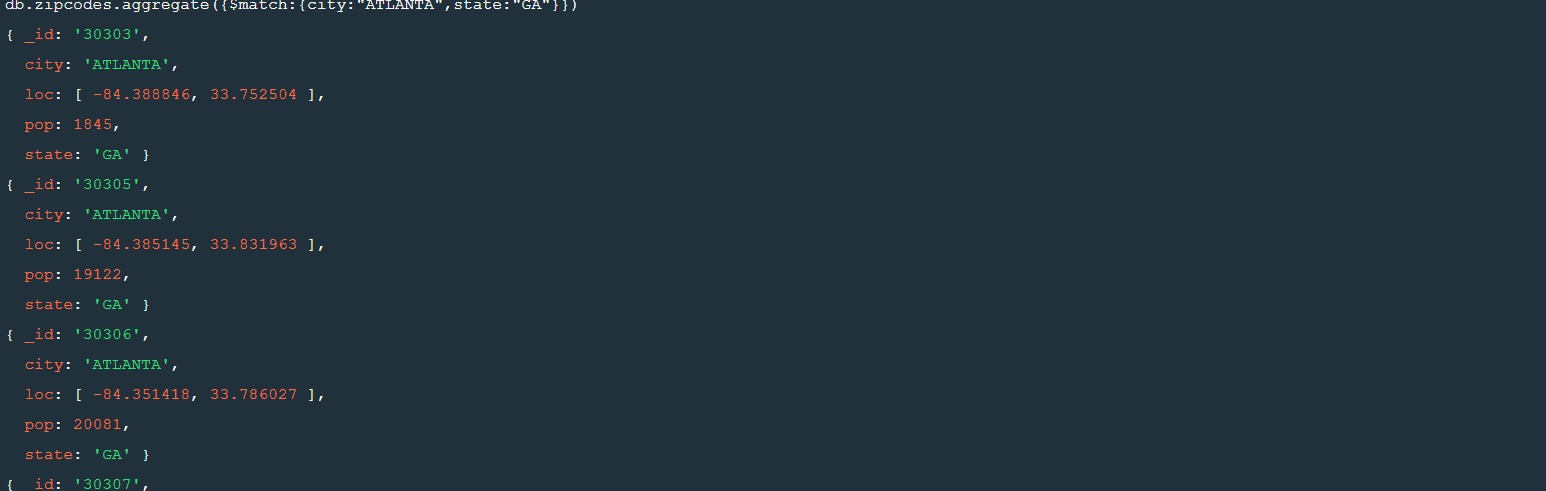 db.zipcodes.aggregate({$match:{city:"ATLANTA",state:"GA"}})
{ _id: '30303',
  city: 'ATLANTA',
  loc: [ -84.388846, 33.752504 ],
  pop: 1845,
  state: 'GA' }
{ _id: '30305',
  city: 'ATLANTA',
  loc: [ -84.385145, 33.831963 ],
  pop: 19122,
  state: 'GA' }
{ _id: '30306',
  city: 'ATLANTA',
  loc: [ -84.351418, 33.786027 ],
  pop: 20081,
  state: 'GA' }
{ _id: '30307',